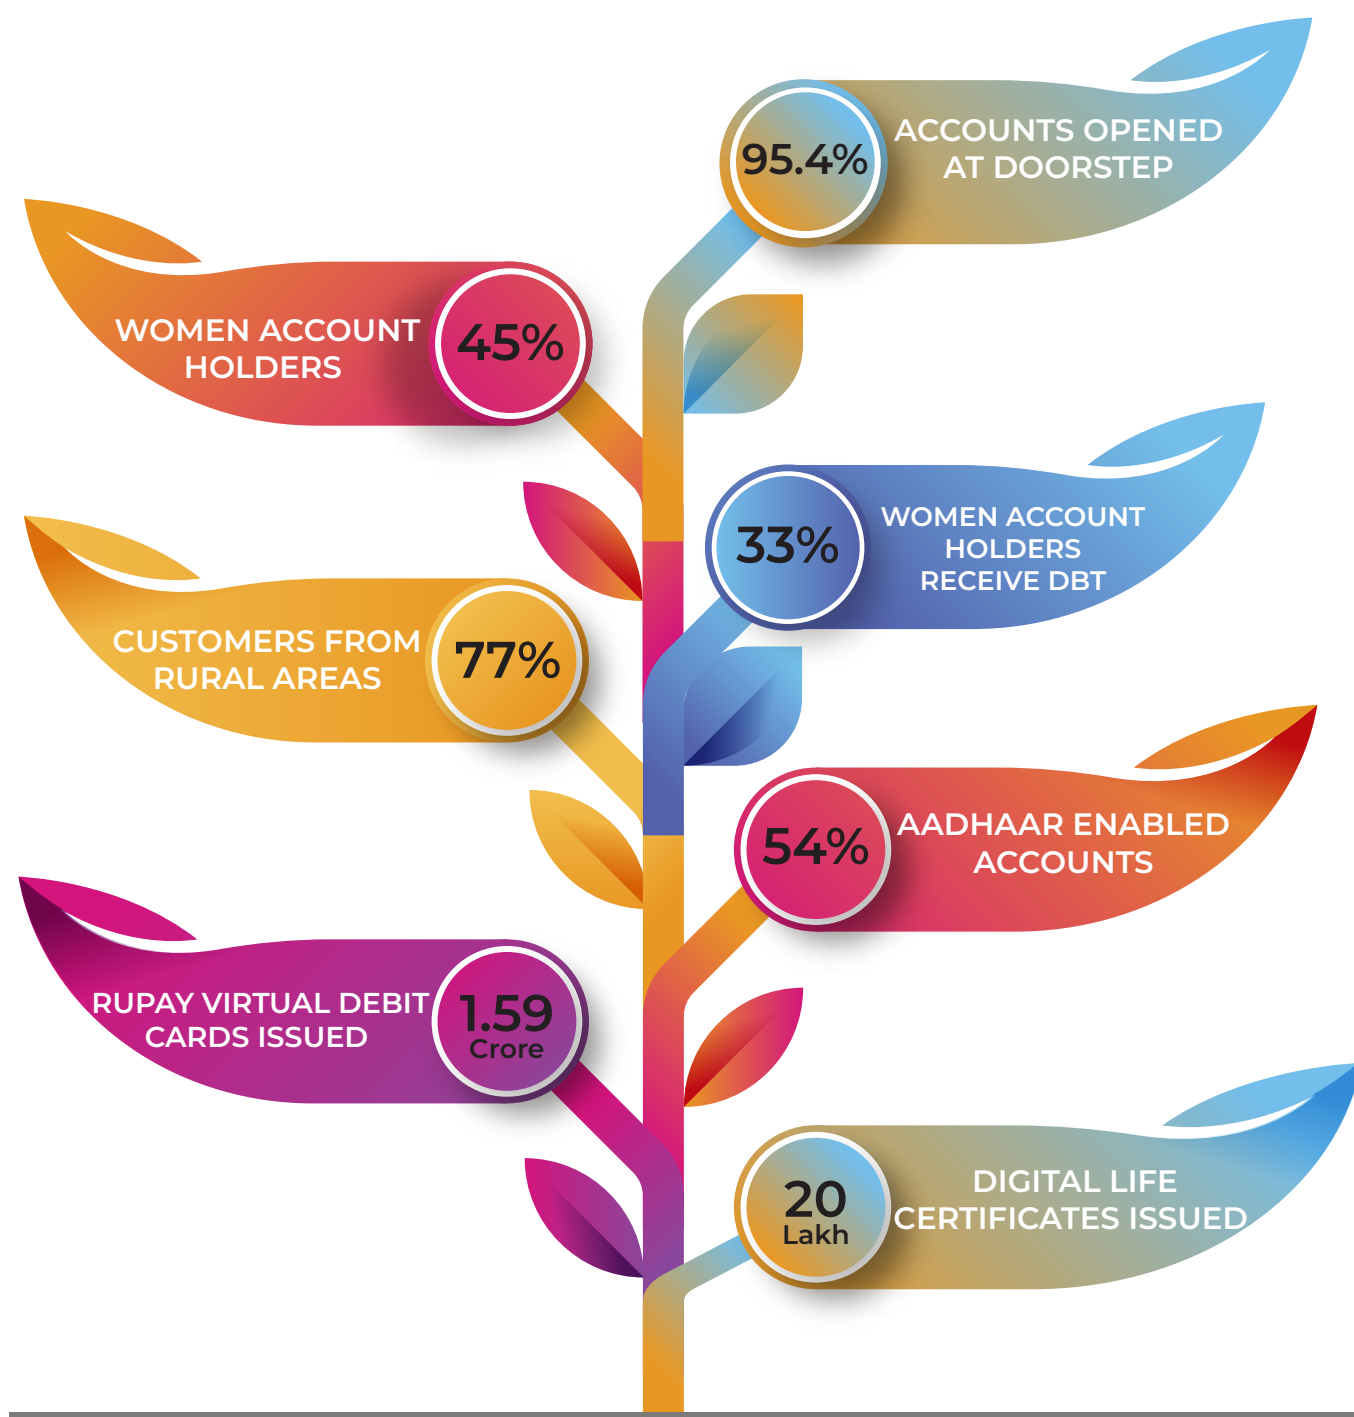 95.4%
ACCOUNTS OPENED
AT DOORSTEP
WOMEN ACCOUNT
HOLDERS
45%
33%
WOMEN ACCOUNT
HOLDERS
RECEIVE DBT
CUSTOMERS FROM
RURAL AREAS
77%
54%
AADHAAR ENABLED
ACCOUNTS
RUPAY VIRTUAL DEBIT
CARDS ISSUED
1.59
Crore
20
Lakh
DIGITAL LIFE
CERTIFICATES ISSUED